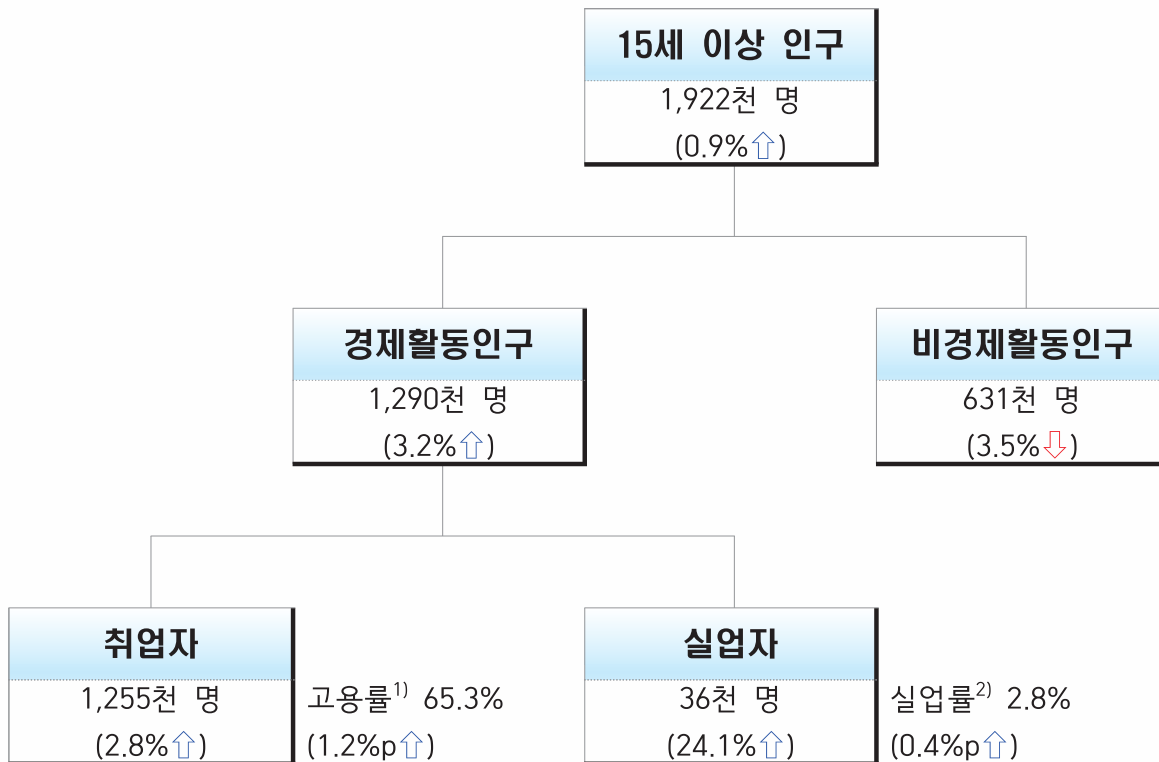 15세 이상 인구
1,922천 명
(0.9%⇧)
경제활동인구
1,290천 명
(3.2%⇧)
비경제활동인구
631천 명
(3.5%⇩)
취업자
1,255천 명
(2.8%⇧)
고용률1) 65.3%
(1.2%p⇧)
실업자
36천 명
(24.1%⇧)
실업률2) 2.8%
(0.4%p⇧)